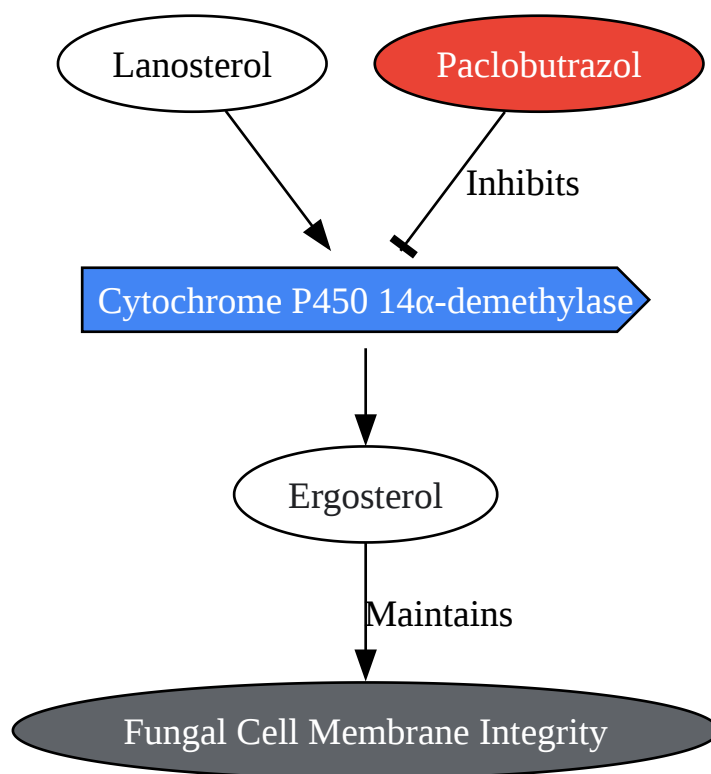 Lanosterol
Paclobutrazol
Inhibits
Cytochrome P450 14α-demethylase
Ergosterol
Maintains
Fungal Cell Membrane Integrity